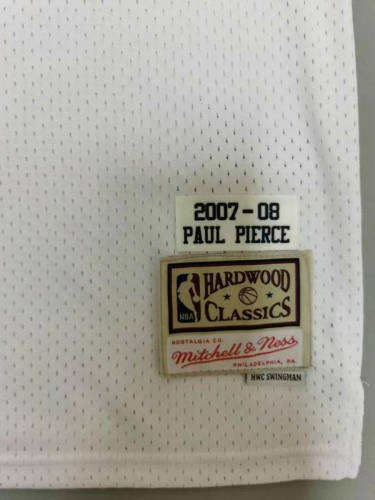 2007-08
PAUL PIERCE
NBA
HARDWOOD
CLASSICS
NOSTALGIA CO.
Mitchell & Ness
PHILADELPHIA, PA.
HWC SWINGMAN